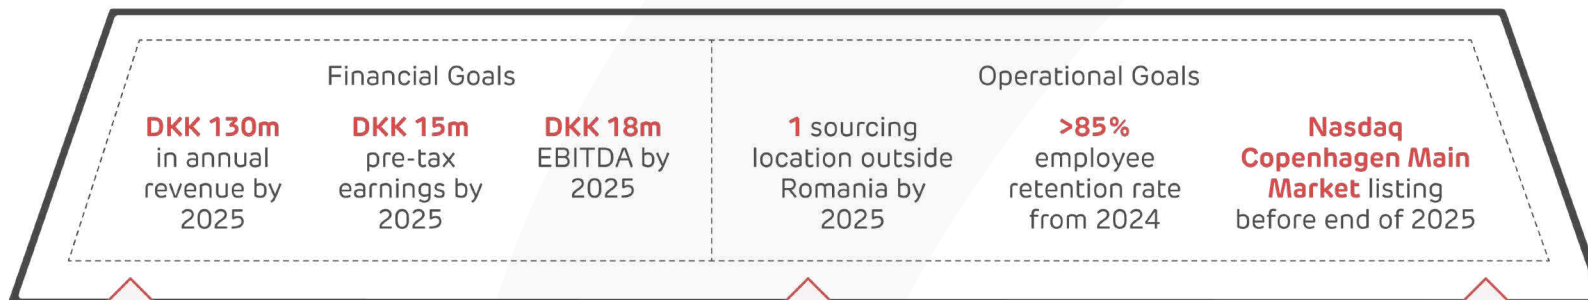 Financial Goals
DKK 130m
in annual
revenue by
2025
DKK 15m
pre-tax
earnings by
2025
DKK 18m
EBITDA by
2025
Operational Goals
1 sourcing
location outside
Romania by
2025
>85%
employee
retention rate
from 2024
Nasdaq
Copenhagen Main
Market listing
before end of 2025